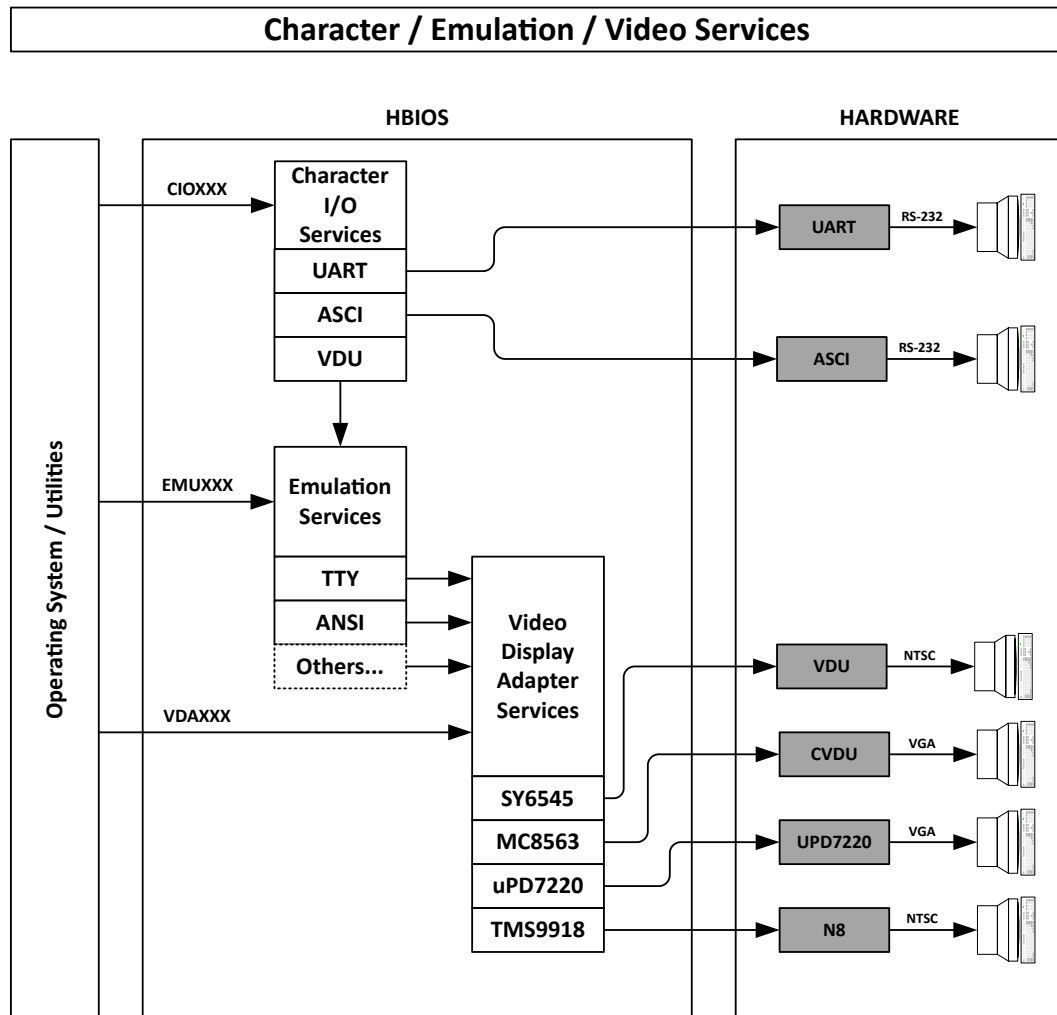 Character / Emulation / Video Services
HBIOS
HARDWARE
Operating System / Utilities
CIOXXX
Character
I/O
Services
UART
ASCI
VDU
UART
RS-232
ASCI
RS-232
EMUXXX
Emulation
Services
TTY
ANSI
Others...
VDAXXX
Video
Display
Adapter
Services
SY6545
MC8563
uPD7220
TMS9918
VDU
NTSC
CVDU
VGA
UPD7220
VGA
N8
NTSC